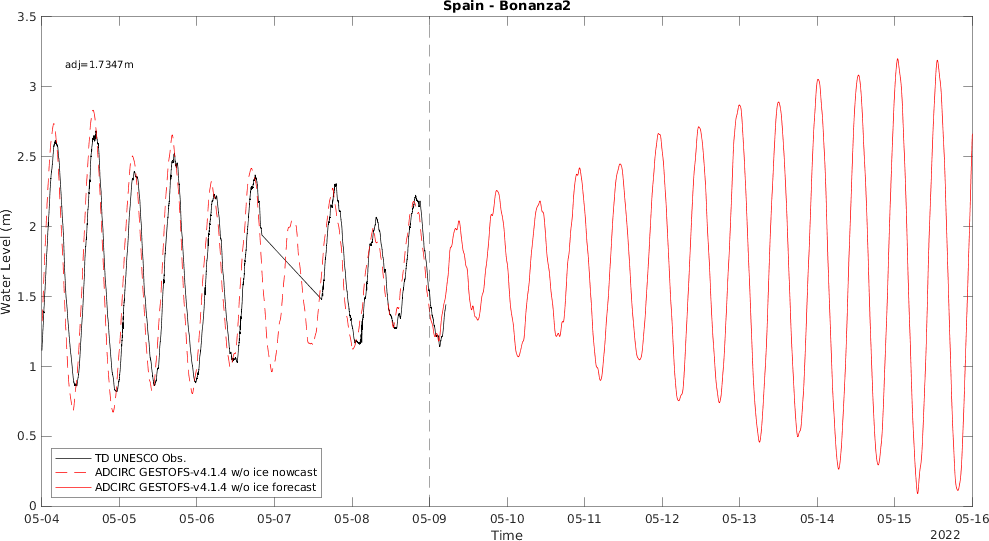 Spain - Bonanza2
3.5
3
2.5
2
1.5
1
0.5
0
Water Level (m)
adj=1.7347m
TD UNESCO Obs.
ADCIRC GESTOFS-v4.1.4 w/o ice nowcast
ADCIRC GESTOFS-v4.1.4 w/o ice forecast
05-04 05-05 05-06 05-07 05-08 05-09 05-10 05-11 05-12 05-13 05-14 05-15 05-16
Time
2022